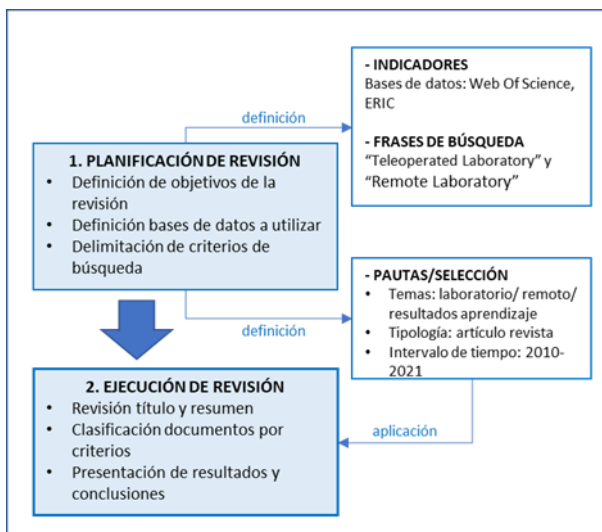 - INDICADORES
Bases de datos: Web Of Science,
ERIC
- FRASES DE BÚSQUEDA
“Teleoperated Laboratory” y
“Remote Laboratory”
definición
1. PLANIFICACIÓN DE REVISIÓN
• Definición de objetivos de la
revisión
• Definición bases de datos a utilizar
• Delimitación de criterios de
búsqueda
- PAUTAS/SELECCIÓN
• Temas: laboratorio/ remoto/
resultados aprendizaje
• Tipología: artículo revista
• Intervalo de tiempo: 2010-
2021
definición
2. EJECUCIÓN DE REVISIÓN
• Revisión título y resumen
• Clasificación documentos por
criterios
• Presentación de resultados y
conclusiones
aplicación